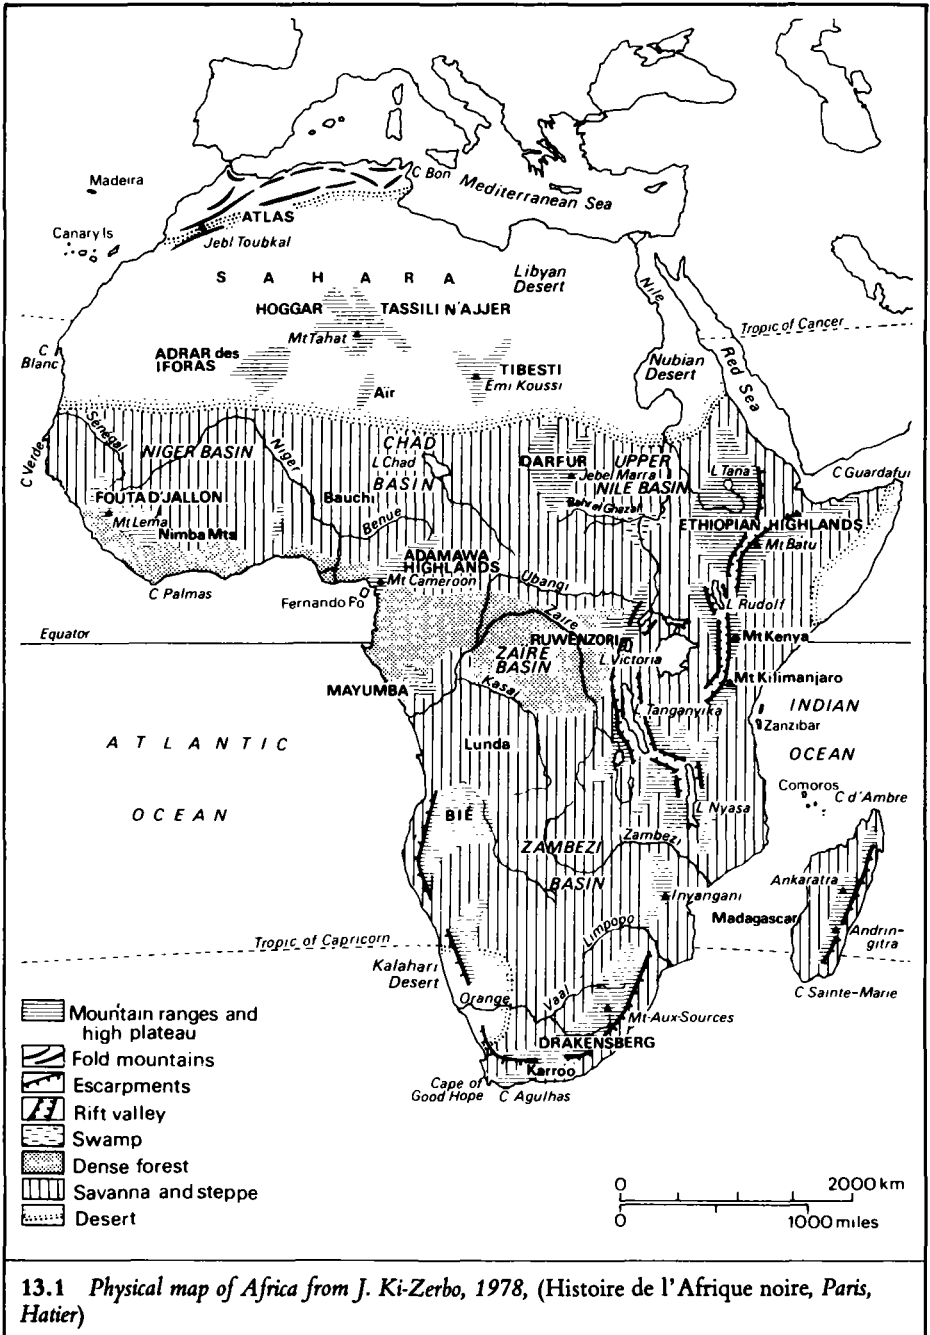 Madeira
C Bon
Mediterranean Sea
Canary Is
ATLAS
Jebl Toubkal
SAHARA
Libyan
Desert
Nile
HOGGAR
TASSILI N'AJJER
Mt Tahat
Tropic of Cancer
C
Blanc
ADRAR des
IFORAS
TIBESTI
Emi Koussi
Aïr
Nubian
Desert
Red Sea
Sénégal
C Verde
NIGER BASIN
Niger
CHAD
L Chad
BASIN
DARFUR
Jebel Marra
UPPER
NILE BASIN
L Tana
C Guardafui
FOUTA D'JALLON
Mt Lema
Nimba Mts
Bauchi
Benue
Bahr el Ghazal
ETHIOPIAN HIGHLANDS
Mt Batu
ADAMAWA
HIGHLANDS
Mt Cameroon
C Palmas
Fernando Po
Ubangi
L Rudolf
Equator
Zaire
RUWENZORI
ZAIRE
BASIN
L.Victoria
Mt Kenya
Mt Kilimanjaro
MAYUMBA
Kasai
L Tanganyika
INDIAN
OCEAN
Zanzibar
ATLANTIC
OCEAN
Lunda
Comoros
C d'Ambre
BIÉ
L Nyasa
Zambezi
ZAMBEZI
BASIN
Inyangani
Ankaratra
Madagascar
Andrin-
gitra
Tropic of Capricorn
Limpopo
Kalahari
Desert
C Sainte-Marie
Orange
Vaal
Mt-Aux-Sources
r
DRAKENSBERG
Karroo
Cape of
Good Hope
C Agulhas
Mountain ranges and
high plateau
Fold mountains
Escarpments
Rift valley
Swamp
Dense forest
Savanna and steppe
Desert
0 2000 km
0 1000 miles
13.1 Physical map of Africa from J. Ki-Zerbo, 1978, (Histoire de l'Afrique noire, Paris,
Hatier)